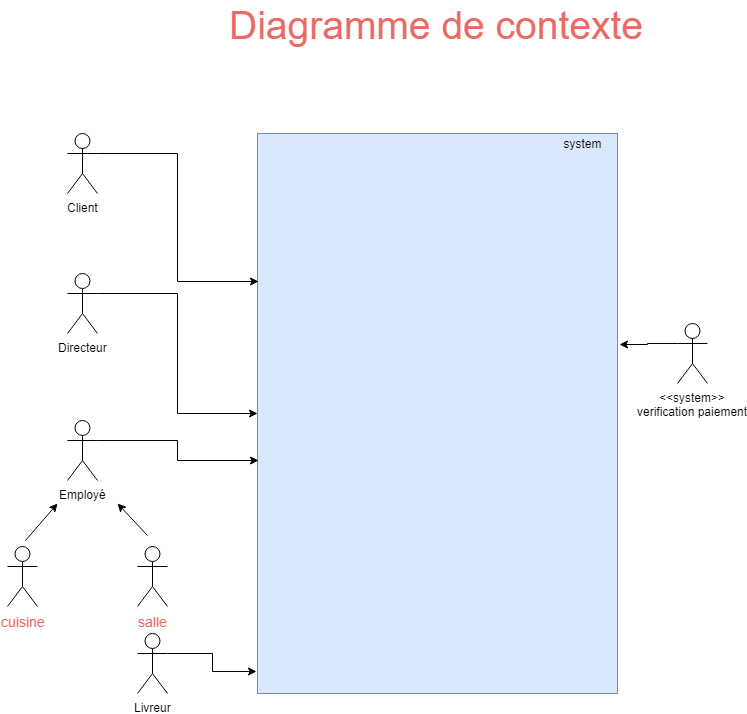 Diagramme de contexte
system
Client
Directeur
<<system>>
verification paiement
Employé
cuisine
salle
Livreur